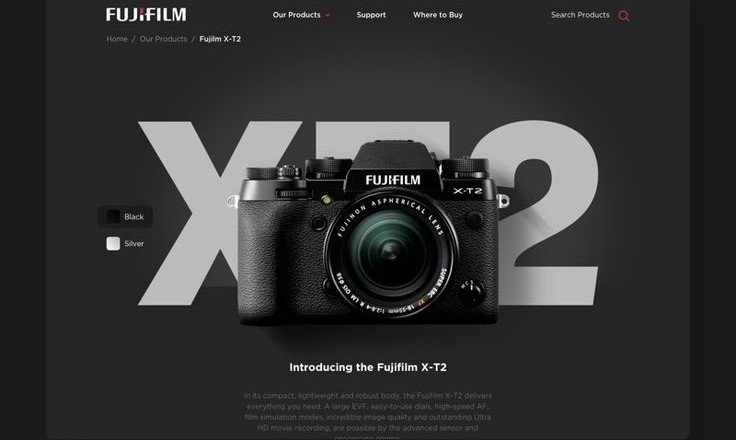 FUJIFILM
Our Products
Support
Where to Buy
Search Products
Home / Our Products / Fujilm X-T2
XT2
FUJIFILM
X-T2
FUJINON ASPHERICAL LENS
SUPER EBC XF 18-55mm 1:2.8-4 R LM OIS Ø58
M C S
Black
Silver
Introducing the Fujifilm X-T2
In its compact, lightweight and robust body, the Fujifilm X-T2 delivers
everything you need. A large EVF, easy-to-use dials, high-speed AF,
film simulation modes, incredible image quality and outstanding Ultra
HD movie recording, are possible by the advanced sensor and
processing engine.